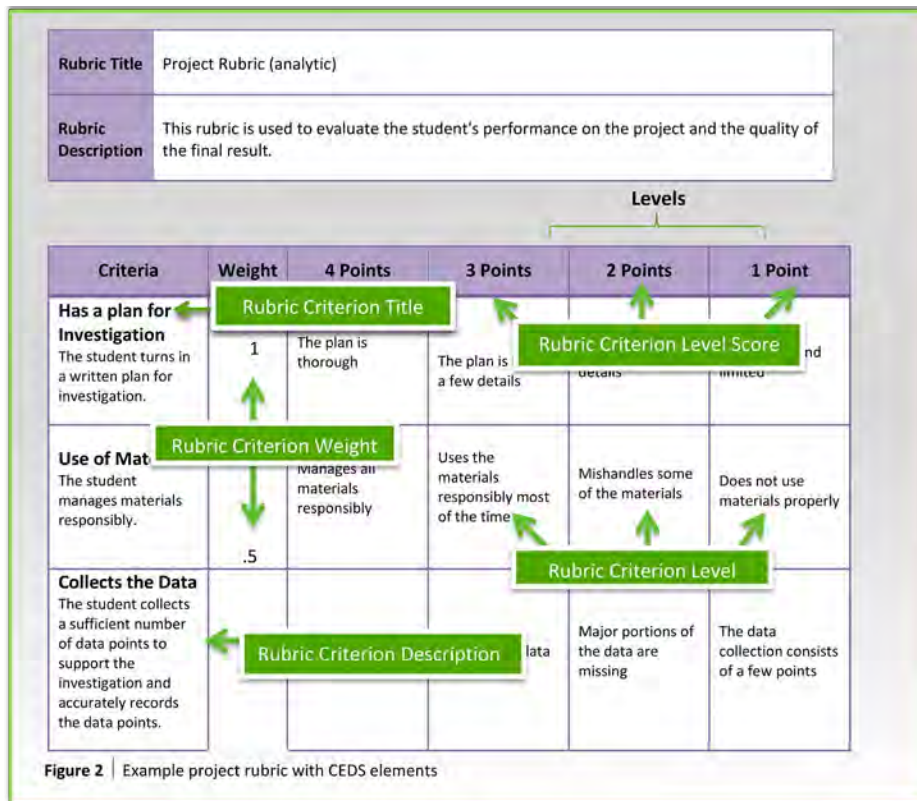 Rubric Title
Project Rubric (analytic)
Rubric
Description
This rubric is used to evaluate the student's performance on the project and the quality of
the final result.
Levels
Criteria
Weight
4 Points
3 Points
2 Points
1 Point
Has a plan for
Investigation
The student turns in
a written plan for
investigation.
Rubric Criterion Title
1
The plan is
thorough
The plan is
a few details
Rubric Criterion Level Score
details
limited
Rubric Criterion Weight
Use of
The student
manages materials
responsibly.
.5
Manages all
materials
responsibly
Uses the
materials
responsibly most
of the time
Mishandles some
of the materials
Does not use
materials properly
Rubric Criterion Level
Collects the Data
The student collects
a sufficient number
of data points to
support the
investigation and
accurately records
the data points.
Rubric Criterion Description
Major portions of
the data are
missing
The data
collection consists
of a few points
Figure 2 | Example project rubric with CEDS elements